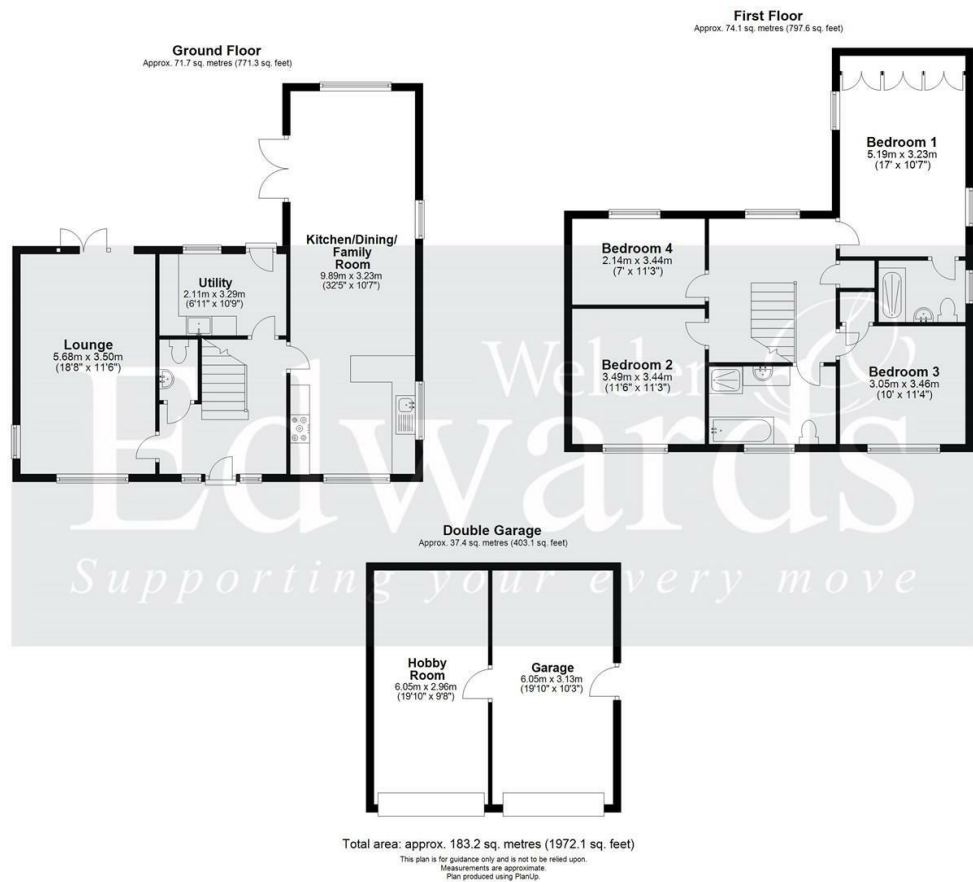 Ground Floor
Approx. 71.7 sq. metres (771.3 sq. feet)
Kitchen/Dining/
Family
Room
9.89m x 3.23m
(32'5" x 10'7")
Utility
2.11m x 3.29m
(6'11" x 10'9")
Lounge
5.68m x 3.50m
(18'8" x 11'6")
First Floor
Approx. 74.1 sq. metres (797.6 sq. feet)
Bedroom 1
5.19m x 3.23m
(17' x 10'7")
Bedroom 4
2.14m x 3.44m
(7' x 11'3")
Bedroom 2
3.49m x 3.44m
(11'6" x 11'3")
Bedroom 3
3.05m x 3.46m
(10' x 11'4")
Welden &
Edwards
Supporting your every move
Double Garage
Approx. 37.4 sq. metres (403.1 sq. feet)
Hobby
Room
6.05m x 2.96m
(19'10" x 9'8")
Garage
6.05m x 3.13m
(19'10" x 10'3")
Total area: approx. 183.2 sq. metres (1972.1 sq. feet)
This plan is for guidance only and is not to be relied upon.
Measurements are approximate.
Plan produced using PlanUp.